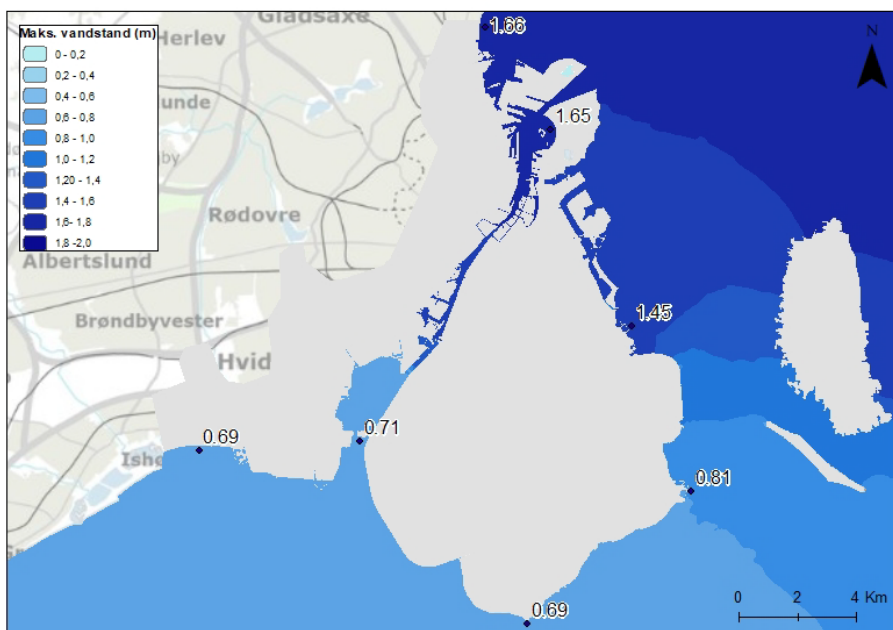 Gladsaxe
Maks. vandstand (m)
Herlev
0 - 0,2
0,2 - 0,4
0,4 - 0,6
0,6 - 0,8
0,8 - 1,0
1,0 - 1,2
1,20 - 1,4
1,4 - 1,6
1,6- 1,8
1,8 -2,0
N
1.66
1.65
Rødovre
Albertslund
Brøndbyvester
Hvid
1.45
0.71
0.69
Ishø
0.81
0.69
0 2 4 Km